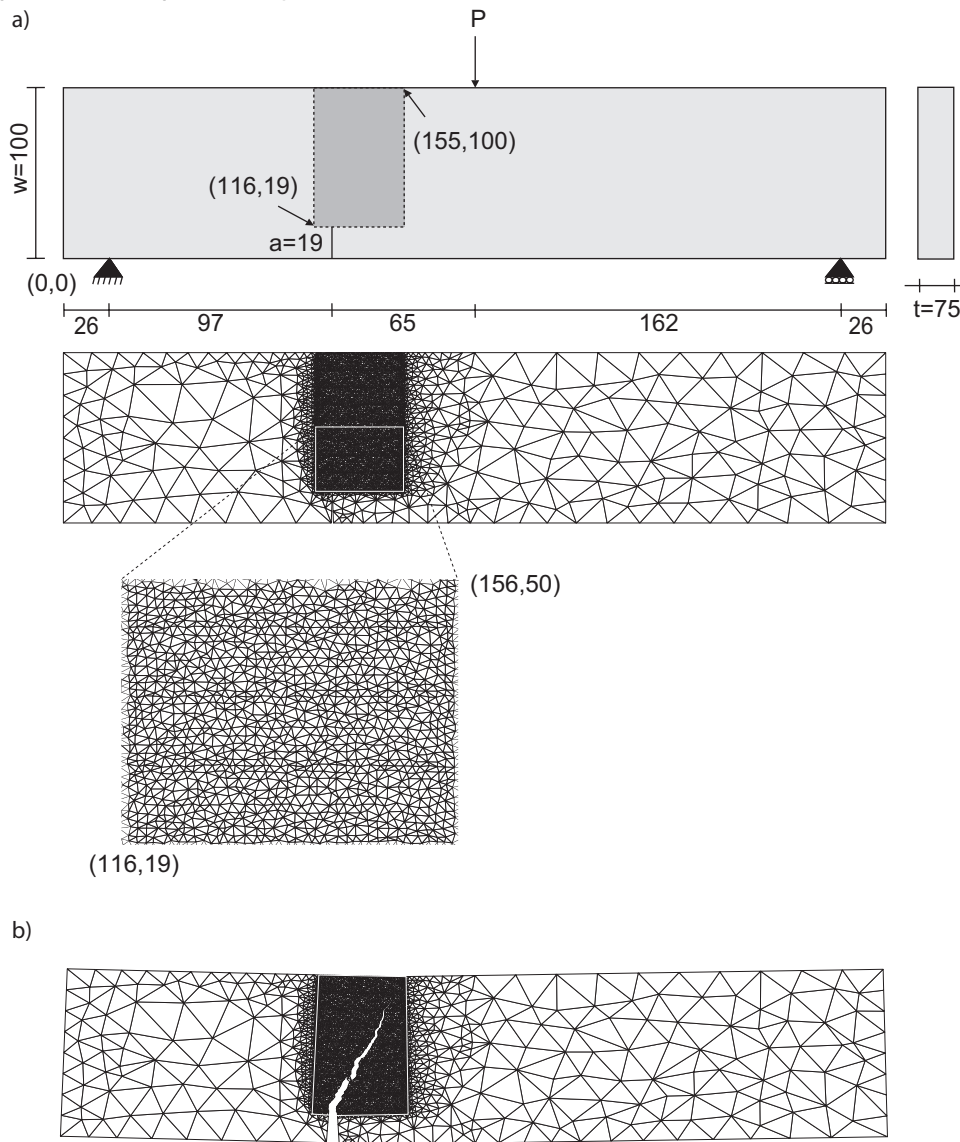 a)
P
w=100
(155,100)
(116,19)
a=19
(0,0)
t=75
26 97 65 162 26
(156,50)
(116,19)
b)